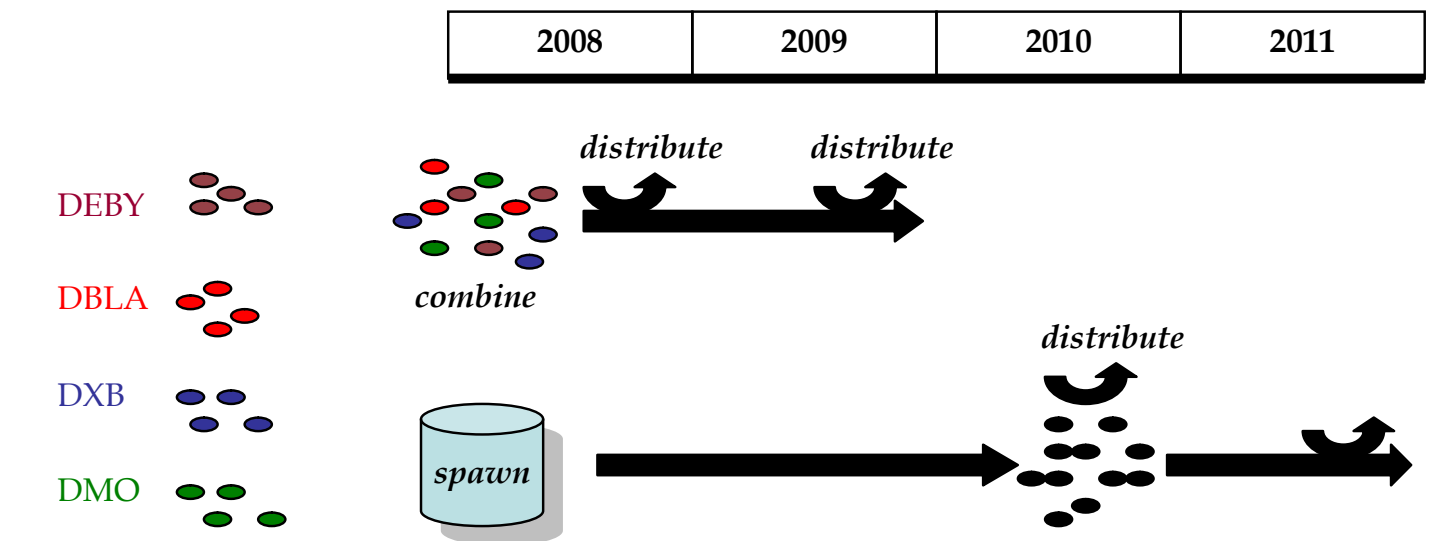 2008 2009 2010 2011
distribute distribute
DEBY
DBLA
combine
distribute
DXB
spawn
DMO